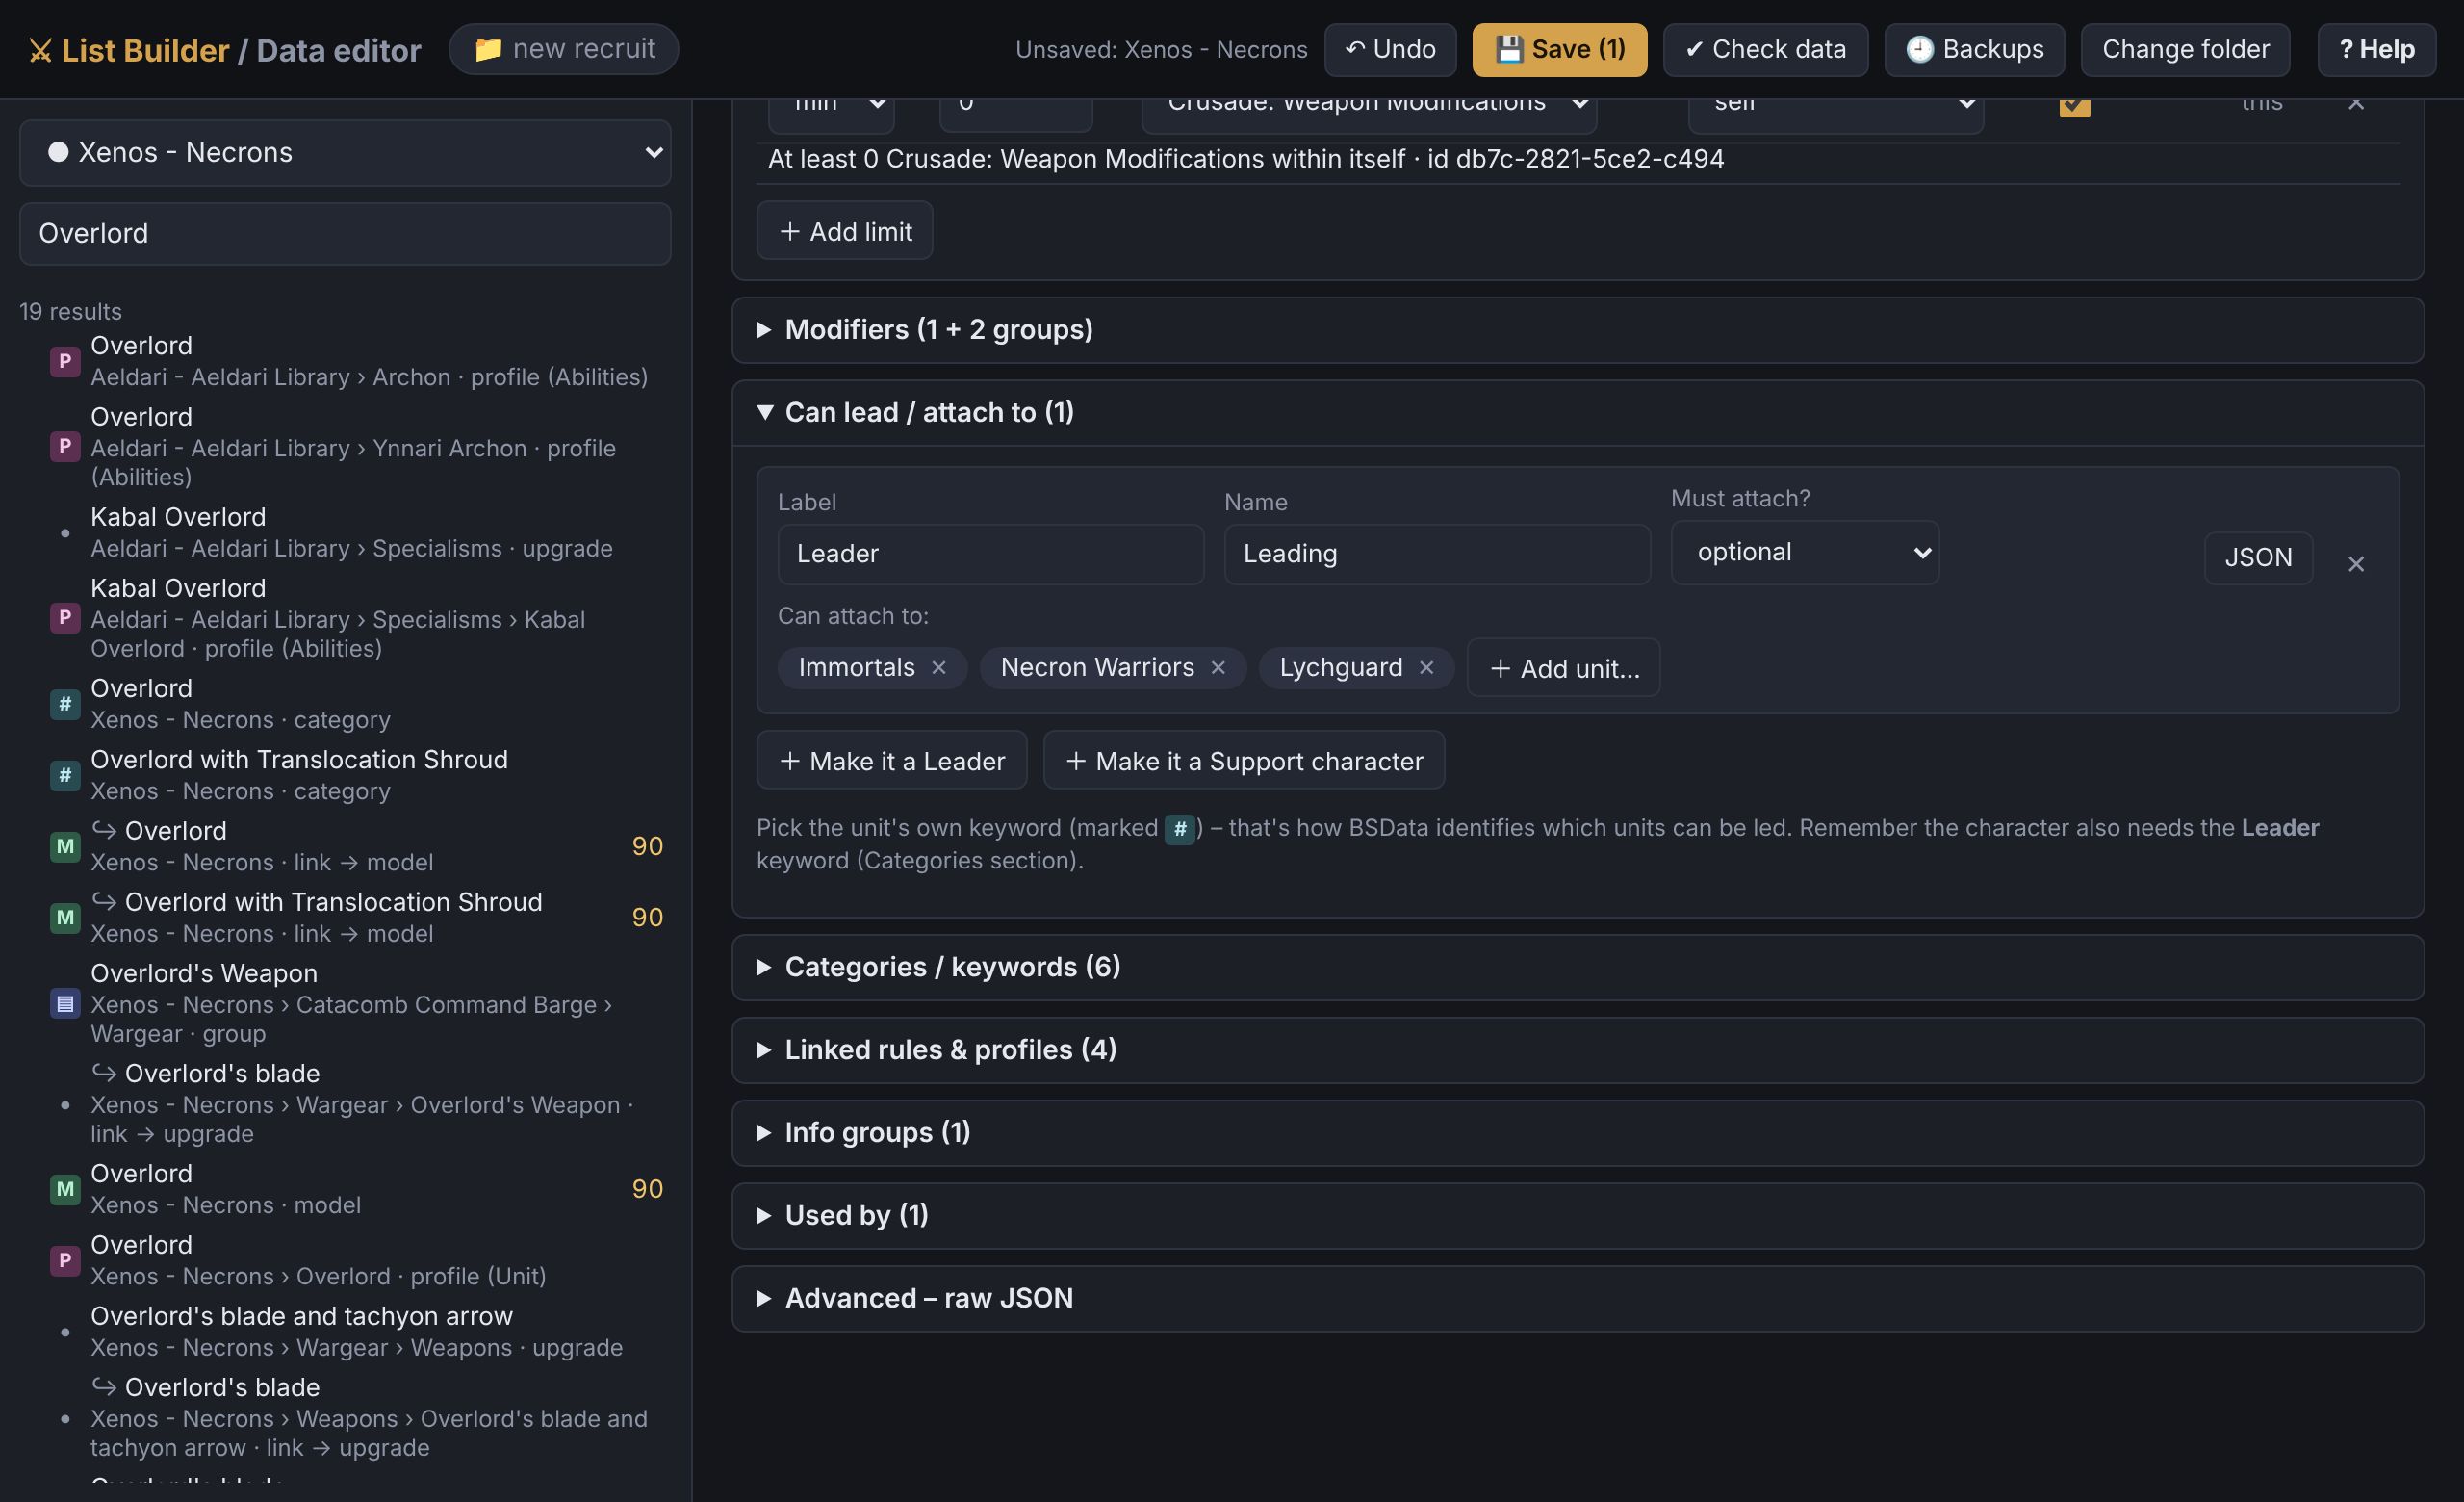 ⚔ List Builder / Data editor
📁 new recruit
Unsaved: Xenos - Necrons
↶ Undo
💾 Save (1)
✔ Check data
🕘 Backups
Change folder
? Help
Xenos - Necrons
Overlord
19 results
P Overlord
Aeldari - Aeldari Library › Archon · profile (Abilities)
P Overlord
Aeldari - Aeldari Library › Ynnari Archon · profile
(Abilities)
Kabal Overlord
Aeldari - Aeldari Library › Specialisms · upgrade
P Kabal Overlord
Aeldari - Aeldari Library › Specialisms › Kabal
Overlord · profile (Abilities)
# Overlord
Xenos - Necrons · category
# Overlord with Translocation Shroud
Xenos - Necrons · category
M ↪ Overlord 90
Xenos - Necrons · link → model
M ↪ Overlord with Translocation Shroud 90
Xenos - Necrons · link → model
Overlord's Weapon
Xenos - Necrons › Catacomb Command Barge ›
Wargear · group
↪ Overlord's blade
Xenos - Necrons › Wargear › Overlord's Weapon ·
link → upgrade
M Overlord 90
Xenos - Necrons · model
P Overlord
Xenos - Necrons › Overlord · profile (Unit)
Overlord's blade and tachyon arrow
Xenos - Necrons › Wargear › Weapons · upgrade
↪ Overlord's blade
Xenos - Necrons › Weapons › Overlord's blade and
tachyon arrow · link → upgrade
Overlord's blade
min 0 Crusade: Weapon Modifications self this ×
At least 0 Crusade: Weapon Modifications within itself · id db7c-2821-5ce2-c494
+ Add limit
▶ Modifiers (1 + 2 groups)
▼ Can lead / attach to (1)
Label Name Must attach?
Leader Leading optional JSON ×
Can attach to:
Immortals × Necron Warriors × Lychguard × + Add unit...
+ Make it a Leader + Make it a Support character
Pick the unit's own keyword (marked #) – that's how BSData identifies which units can be led. Remember the character also needs the Leader
keyword (Categories section).
▶ Categories / keywords (6)
▶ Linked rules & profiles (4)
▶ Info groups (1)
▶ Used by (1)
▶ Advanced – raw JSON